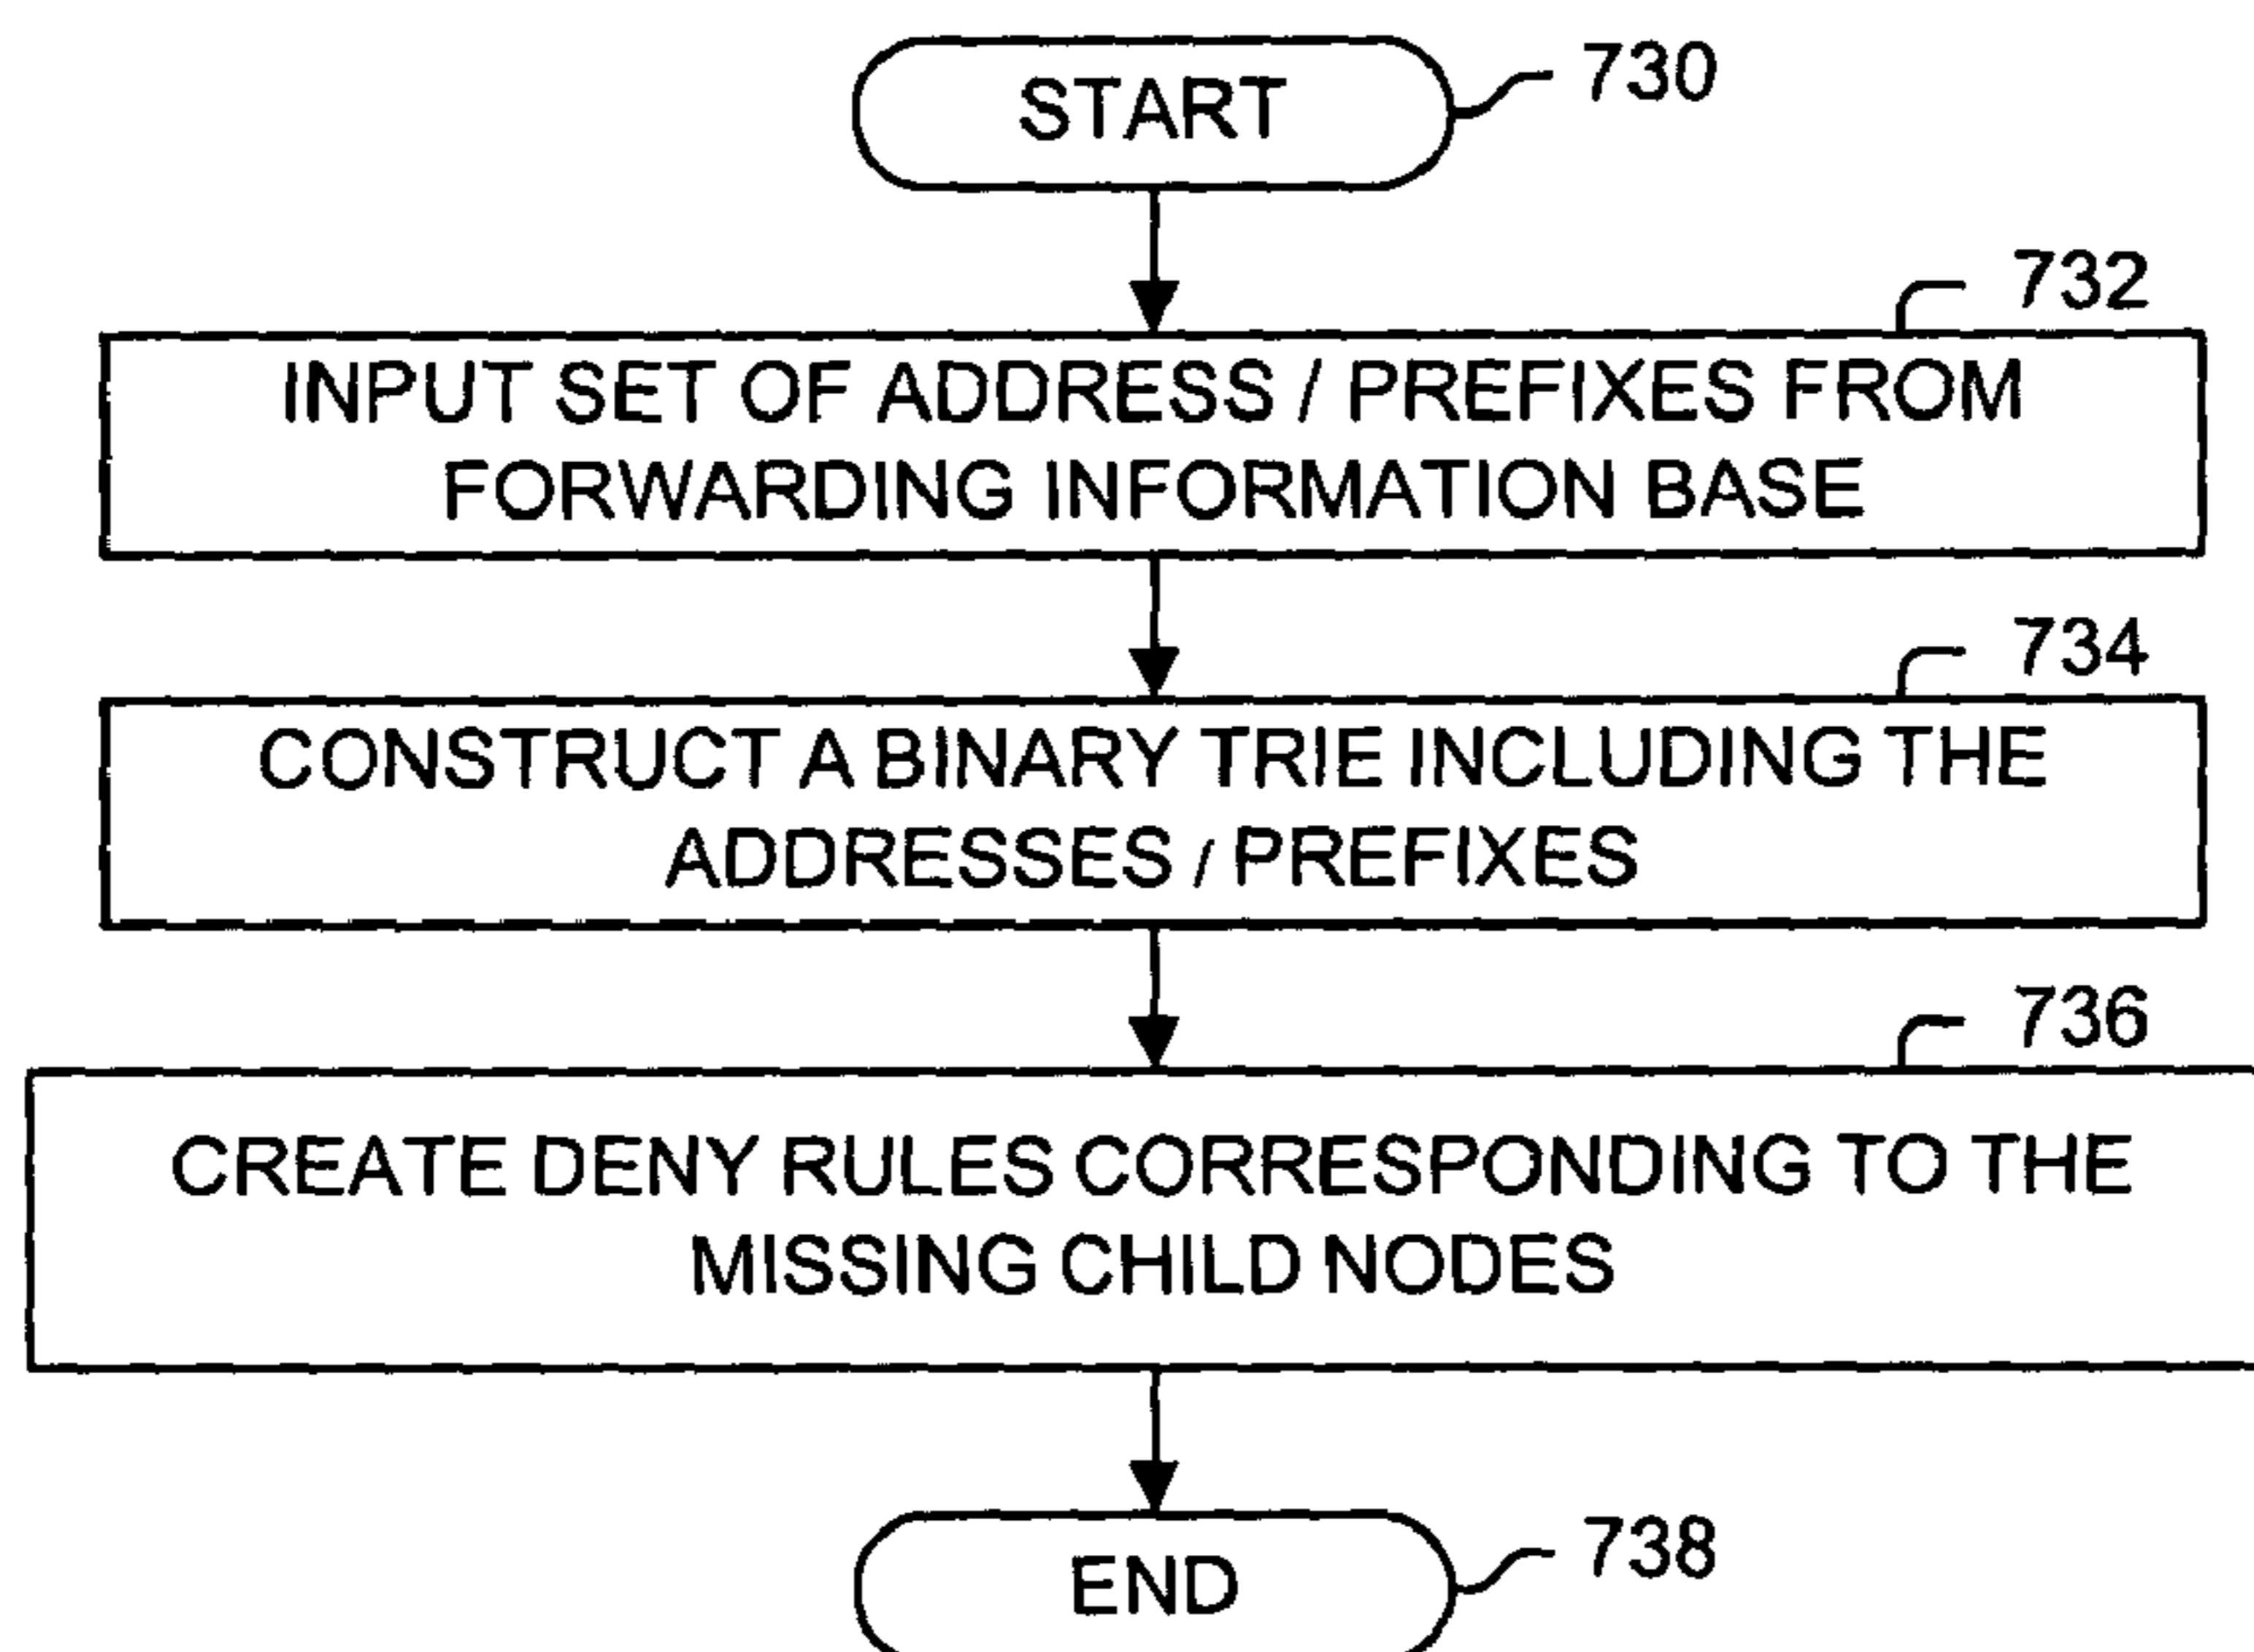 START
730
732
INPUT SET OF ADDRESS / PREFIXES FROM
FORWARDING INFORMATION BASE
734
CONSTRUCT A BINARY TRIE INCLUDING THE
ADDRESSES / PREFIXES
736
CREATE DENY RULES CORRESPONDING TO THE
MISSING CHILD NODES
END
738